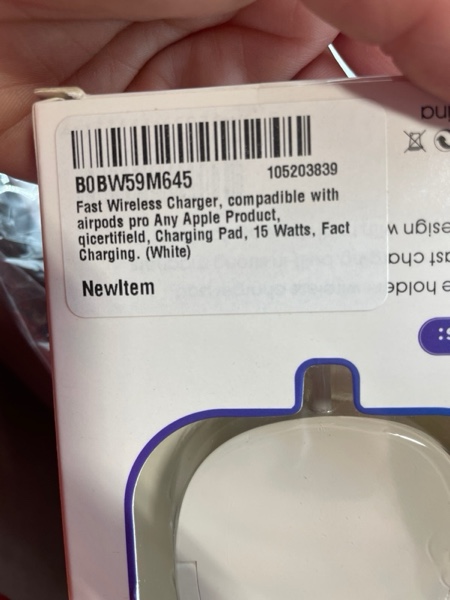 B0BW59M645 105203839
Fast Wireless Charger, compadible with
airpods pro Any Apple Product,
qicertifield, Charging Pad, 15 Watts, Fact
Charging. (White)
NewItem